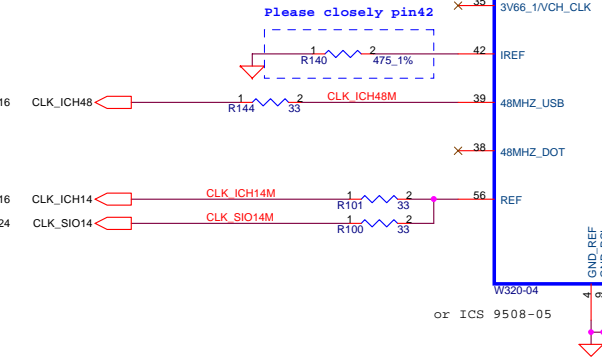 35 3V66_1/VCH_CLK
Please closely pin42
1 2 42 IREF
R140 475_1%
16 CLK_ICH48 1 2 CLK_ICH48M 39 48MHZ_USB
R144 33
38 48MHZ_DOT
16 CLK_ICH14 CLK_ICH14M 1 2 56 REF
R101 33
24 CLK_SIO14 CLK_SIO14M 1 2
R100 33
GND_REF
W320-04
4 9
or ICS 9508-05